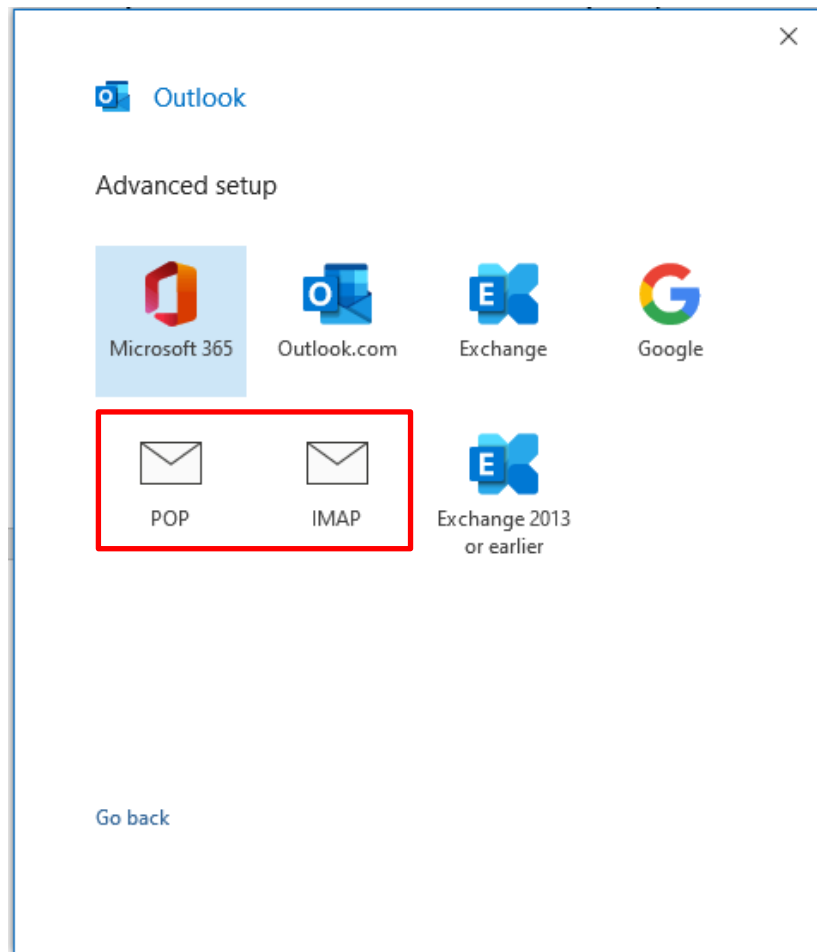 Outlook
Advanced setup
Microsoft 365
Outlook.com
Exchange
Google
POP
IMAP
Exchange 2013
or earlier
Go back